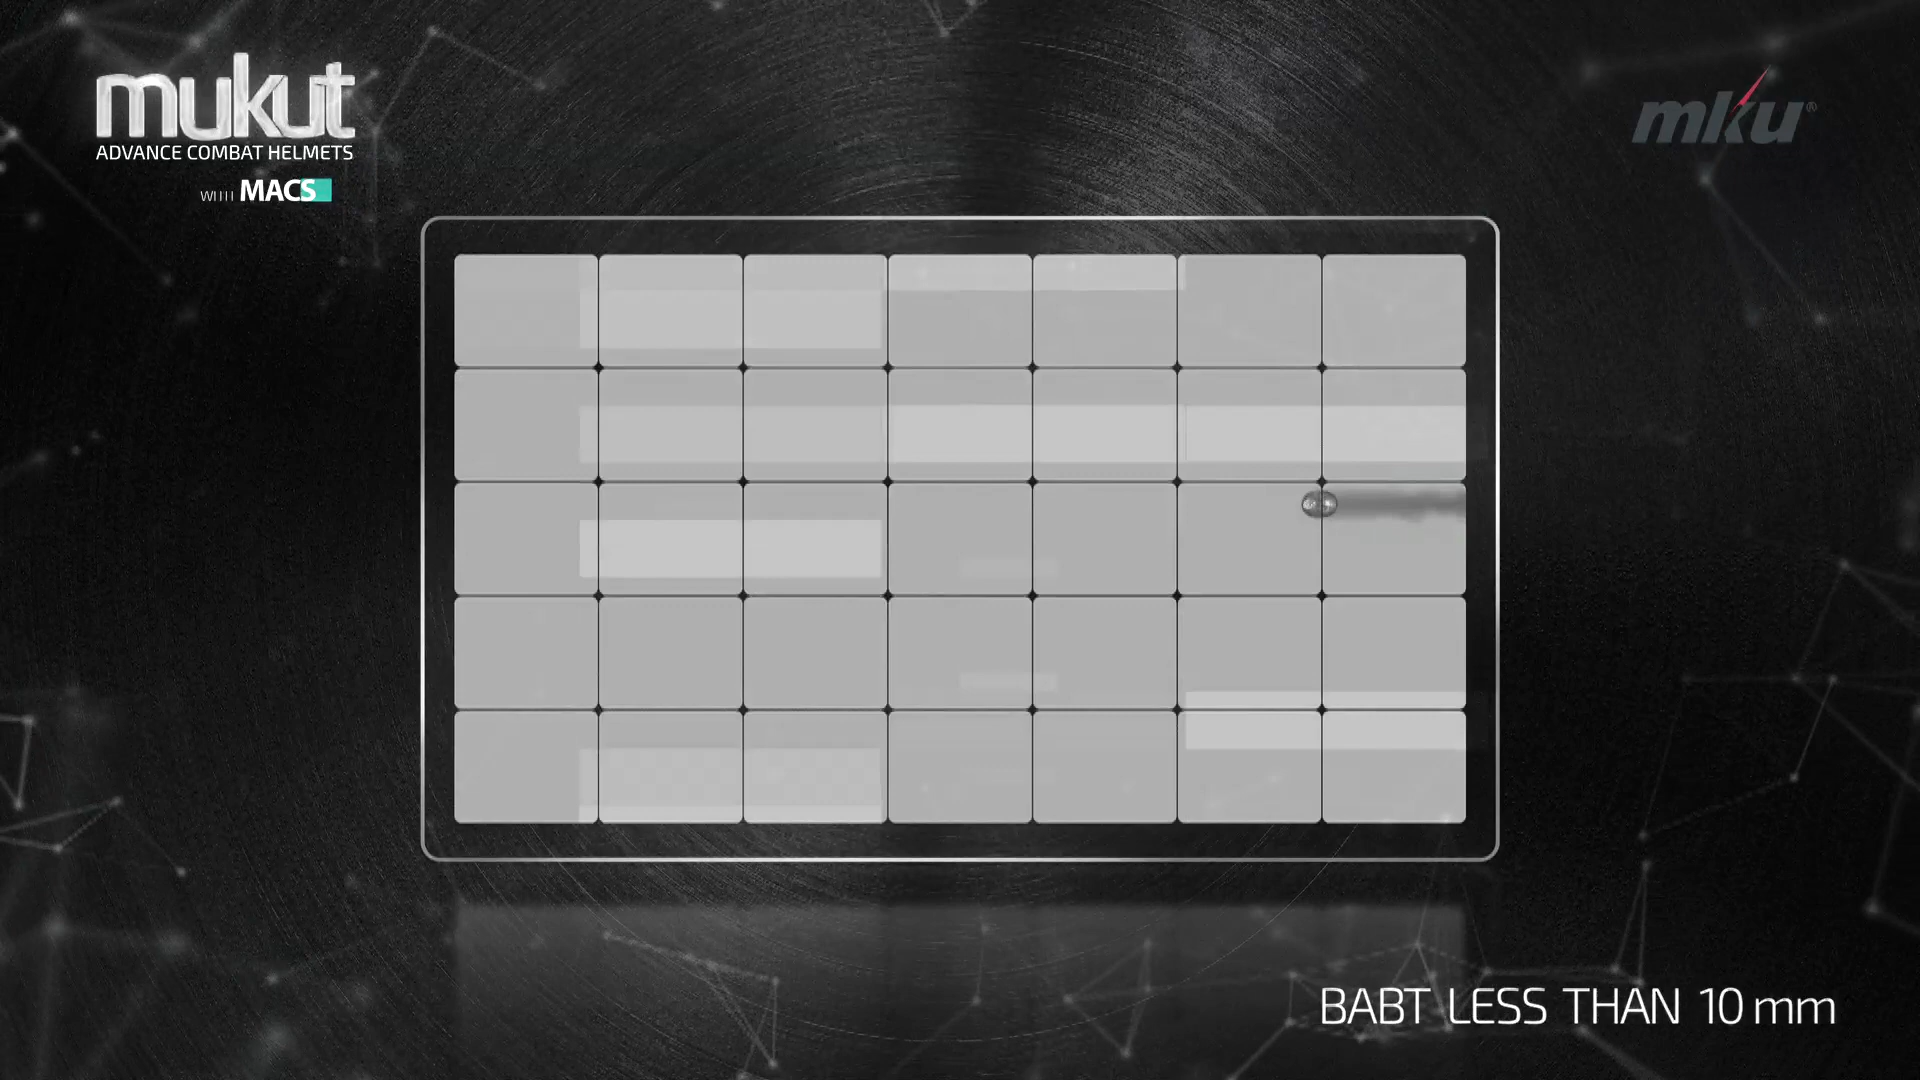 mukut
ADVANCE COMBAT HELMETS
WITH MACS
mku®
BABT LESS THAN 10 mm